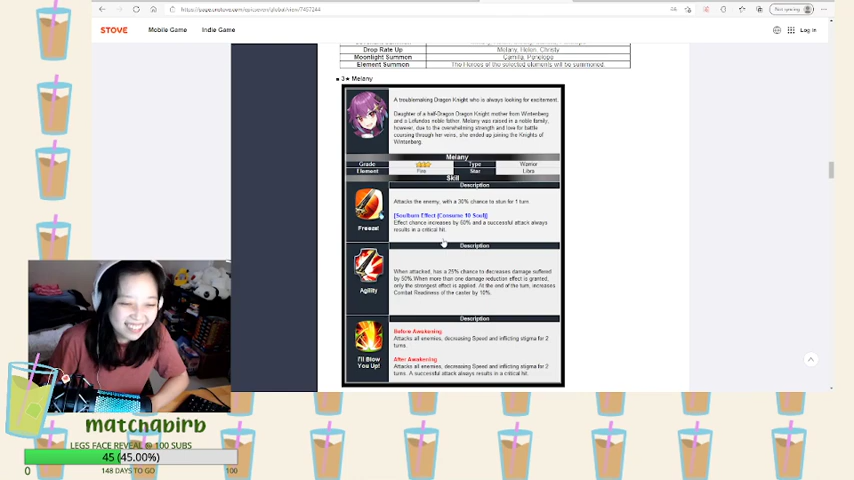 STOVE
Mobile Game
Indie Game
Log In
Drop Rate Up
Melany, Helen, Christy
Moonlight Summon
Camilla, Penelope
Element Summon
The Heroes of the selected elements will be summoned.
3★ Melany
A troublemaking Dragon Knight who is always looking for excitement.
Daughter of a half-Dragon Dragon Knight mother from Wintenberg
and a Lefundos noble father. Melany was raised in a noble family,
however, due to the overwhelming strength and love for battle
coursing through her veins, she ended up joining the Knights of
Wintenberg.
Melany
Grade
Type
Warrior
Element
Fire
Star
Libra
Skill
Description
Attacks the enemy, with a 30% chance to stun for 1 turn.
[Soulburn Effect (Consume 10 Soul)]
Effect chance increases by 50% and a successful attack always
results in a critical hit.
Freeze!
Description
When attacked, has a 25% chance to decreases damage suffered
by 50%. When more than one damage reduction effect is granted,
only the strongest effect is applied. At the end of the turn, increases
Combat Readiness of the caster by 10%.
Agility
Description
Before Awakening
Attacks all enemies, decreasing Speed and inflicting stigma for 2
turns.
After Awakening
Attacks all enemies, decreasing Speed and inflicting stigma for 2
turns. A successful attack always results in a critical hit.
I'll Blow
You Up!
matchabirb
LEGS FACE REVEAL @ 100 SUBS
45 (45.00%)
0
148 DAYS TO GO
100